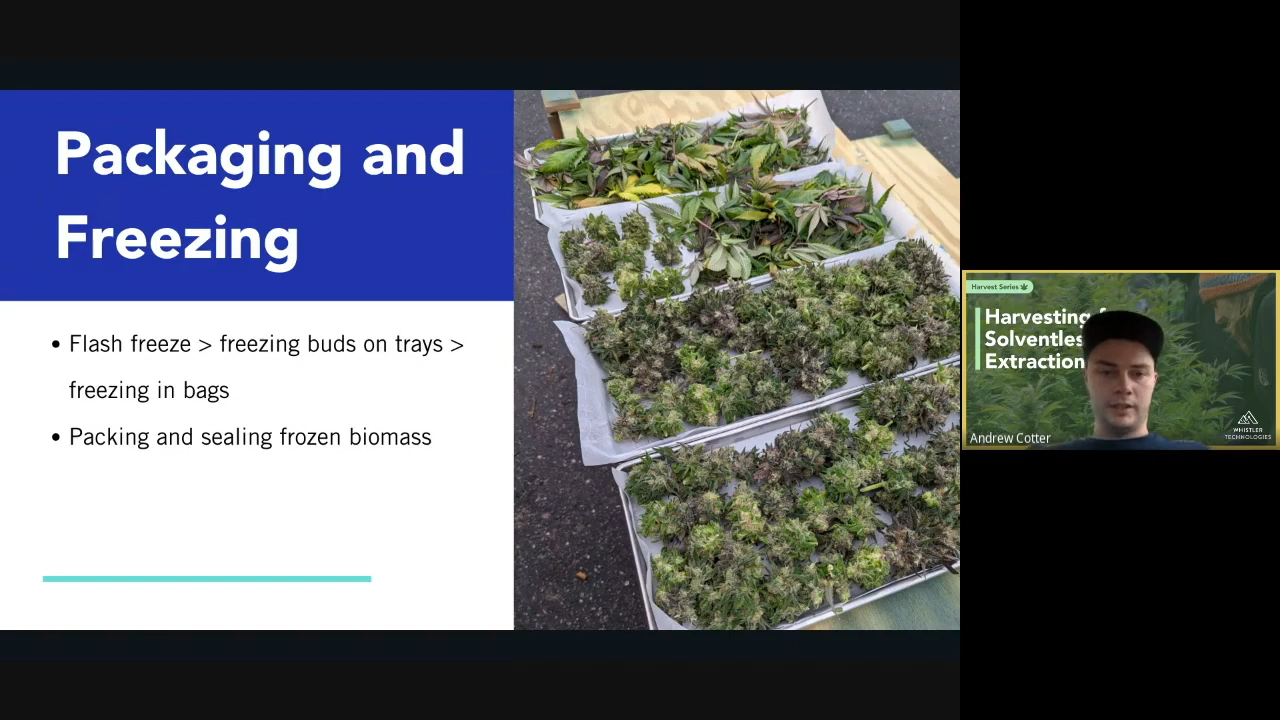 Packaging and
Freezing
• Flash freeze > freezing buds on trays >
freezing in bags
• Packing and sealing frozen biomass
Harvest Series
Harvesting
Solventles
Extraction
Andrew Cotter
WHISTLER
TECHNOLOGIES